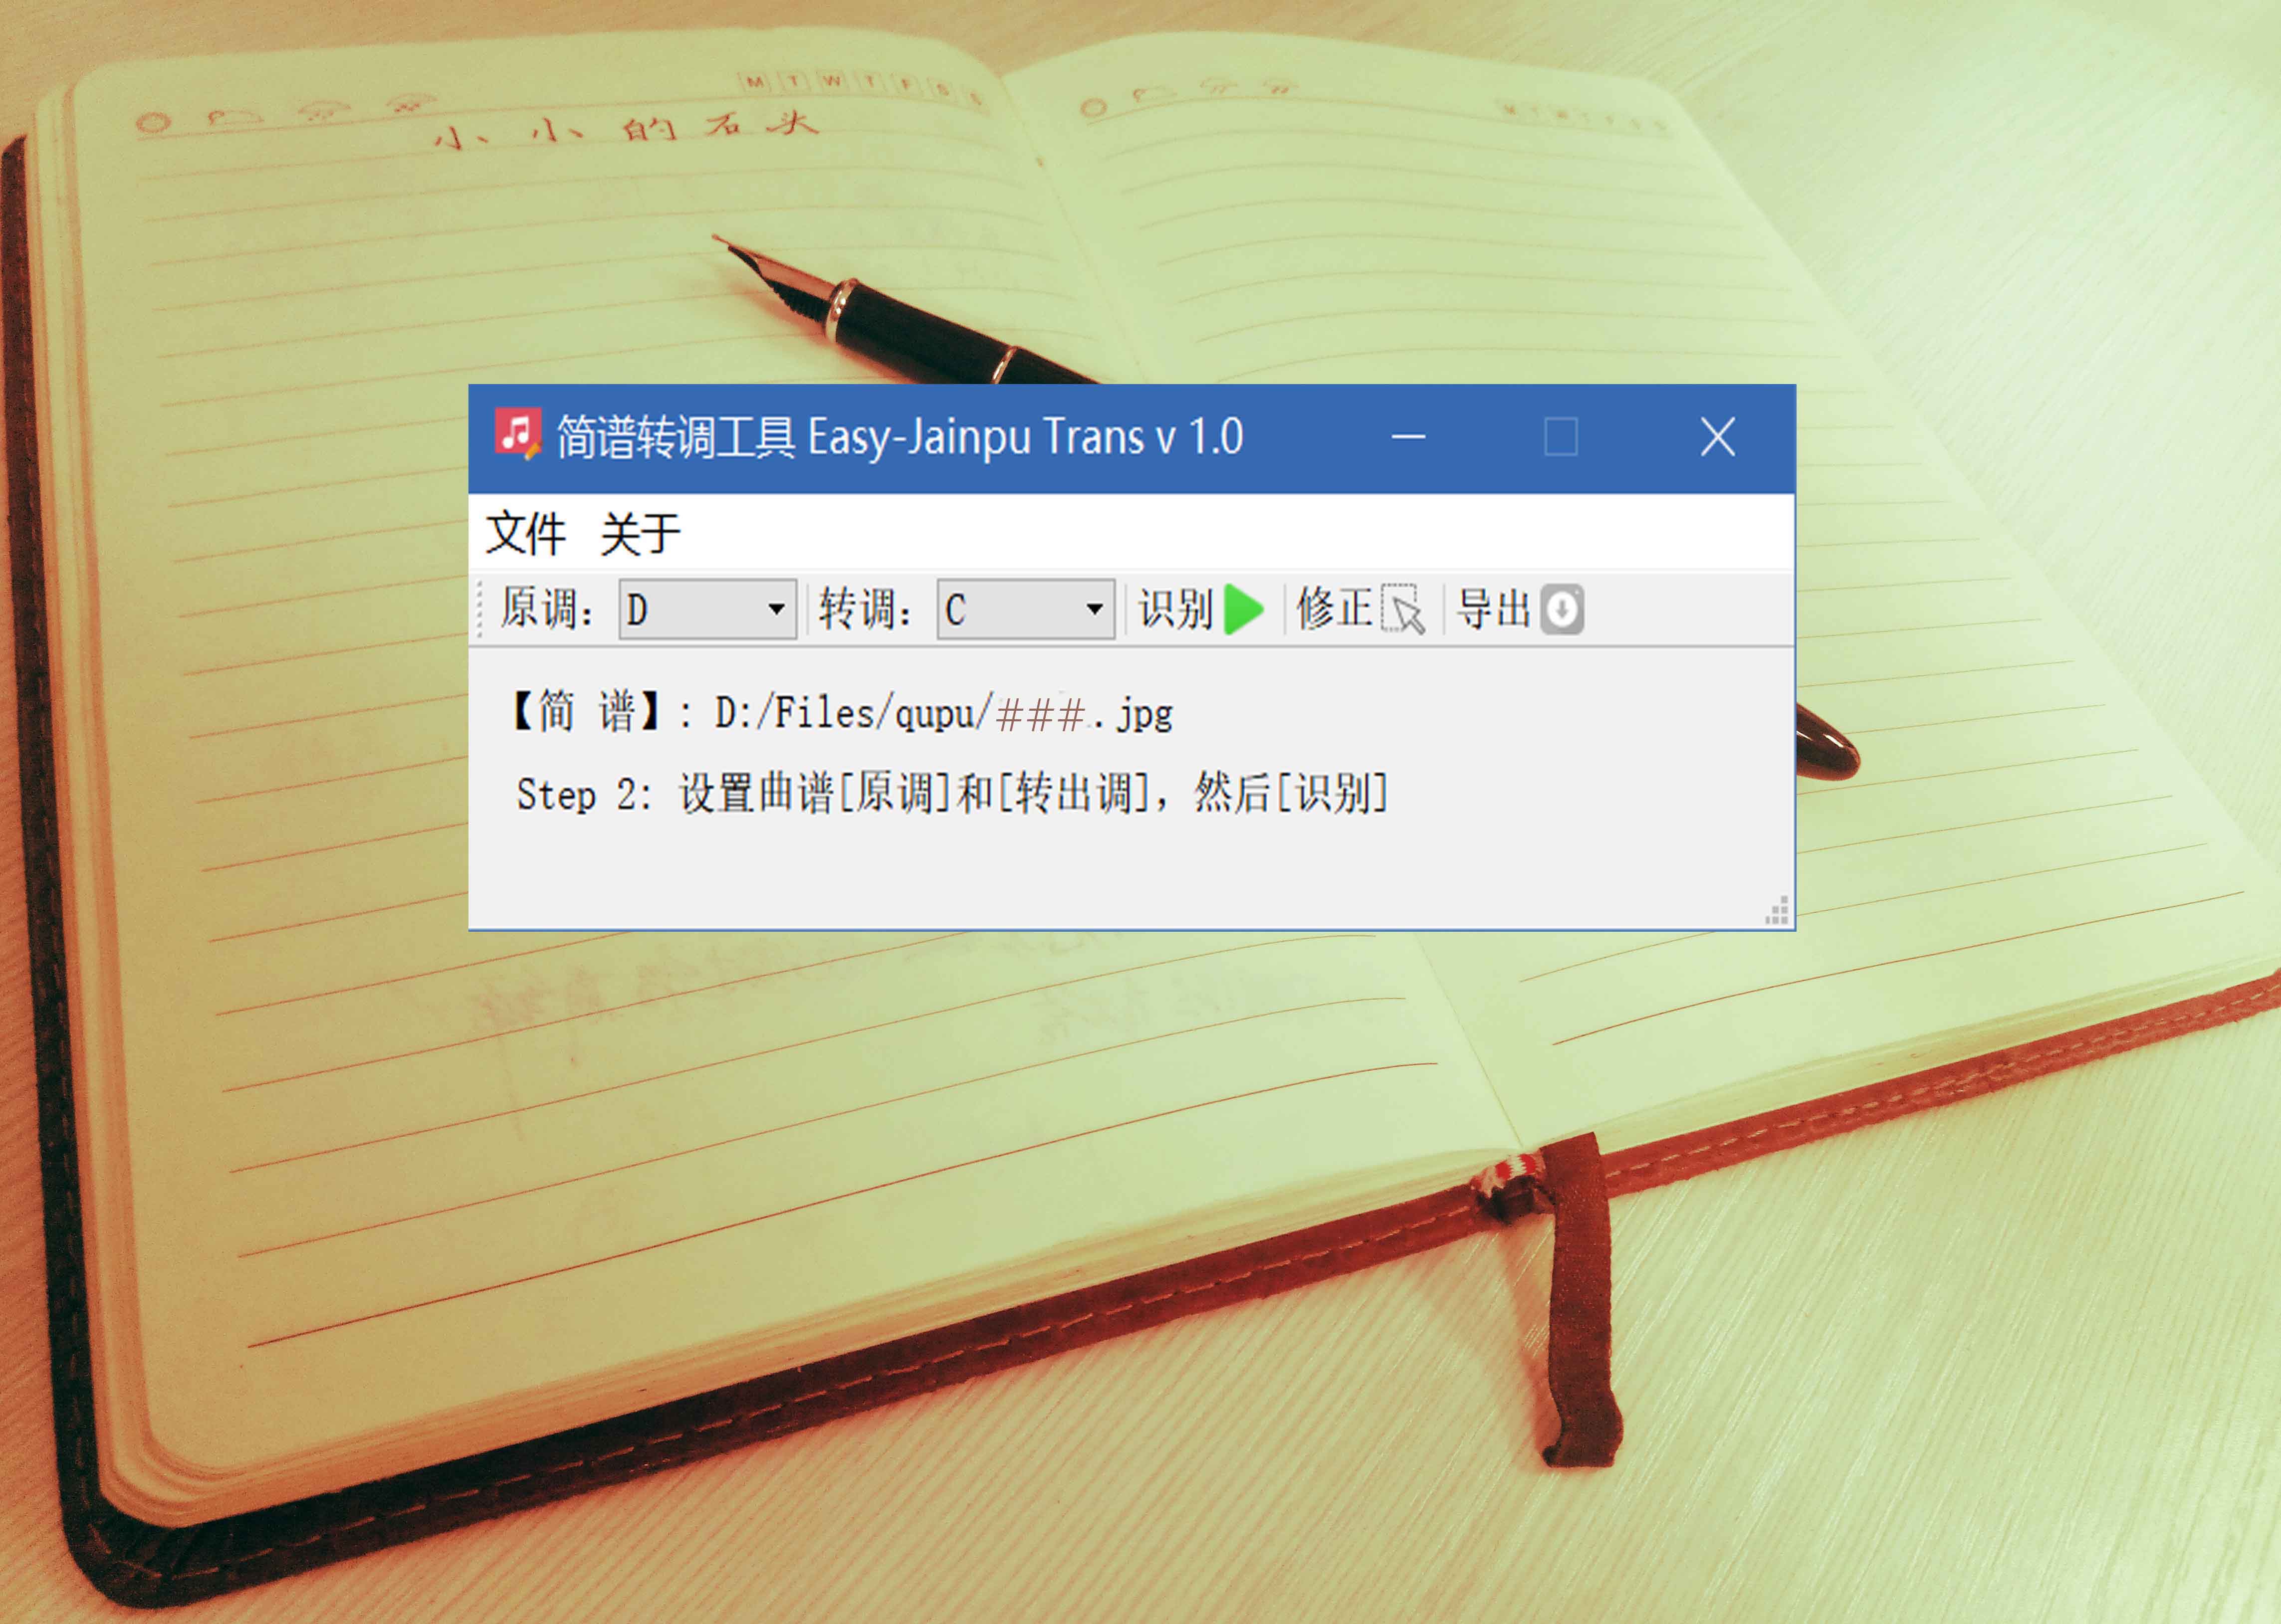 M T W T F S S
M T W T F S S
小小的石头
简谱转调工具 Easy-Jainpu Trans v 1.0
文件 关于
原调： D 转调： C 识别 修正 导出
【简 谱】: D:/Files/qupu/###.jpg
Step 2: 设置曲谱[原调]和[转出调]，然后[识别]